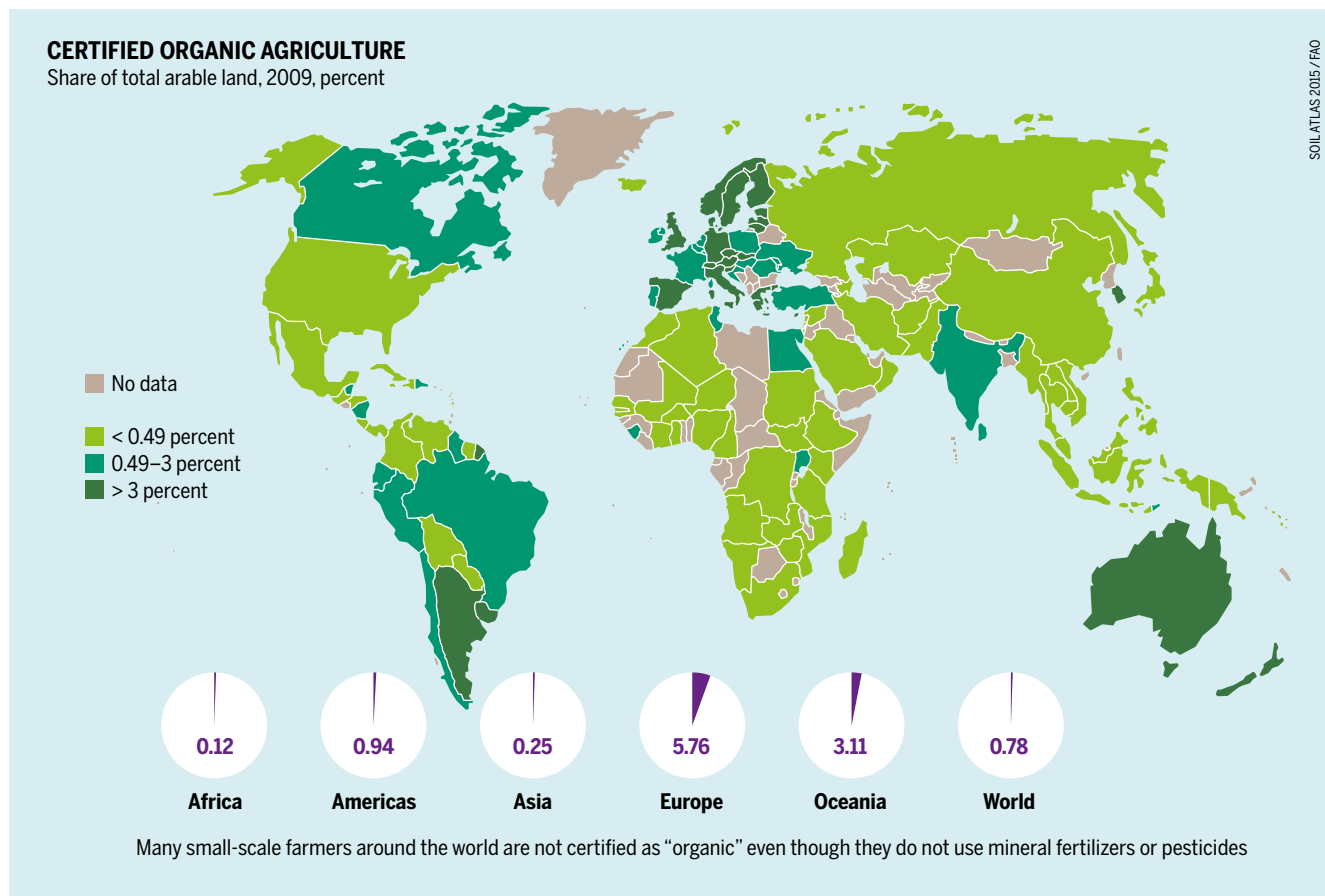 CERTIFIED ORGANIC AGRICULTURE
Share of total arable land, 2009, percent
SOIL ATLAS 2015 / FAO
No data
< 0.49 percent
0.49–3 percent
> 3 percent
0.12
0.94
0.25
5.76
3.11
0.78
Africa
Americas
Asia
Europe
Oceania
World
Many small-scale farmers around the world are not certified as “organic” even though they do not use mineral fertilizers or pesticides